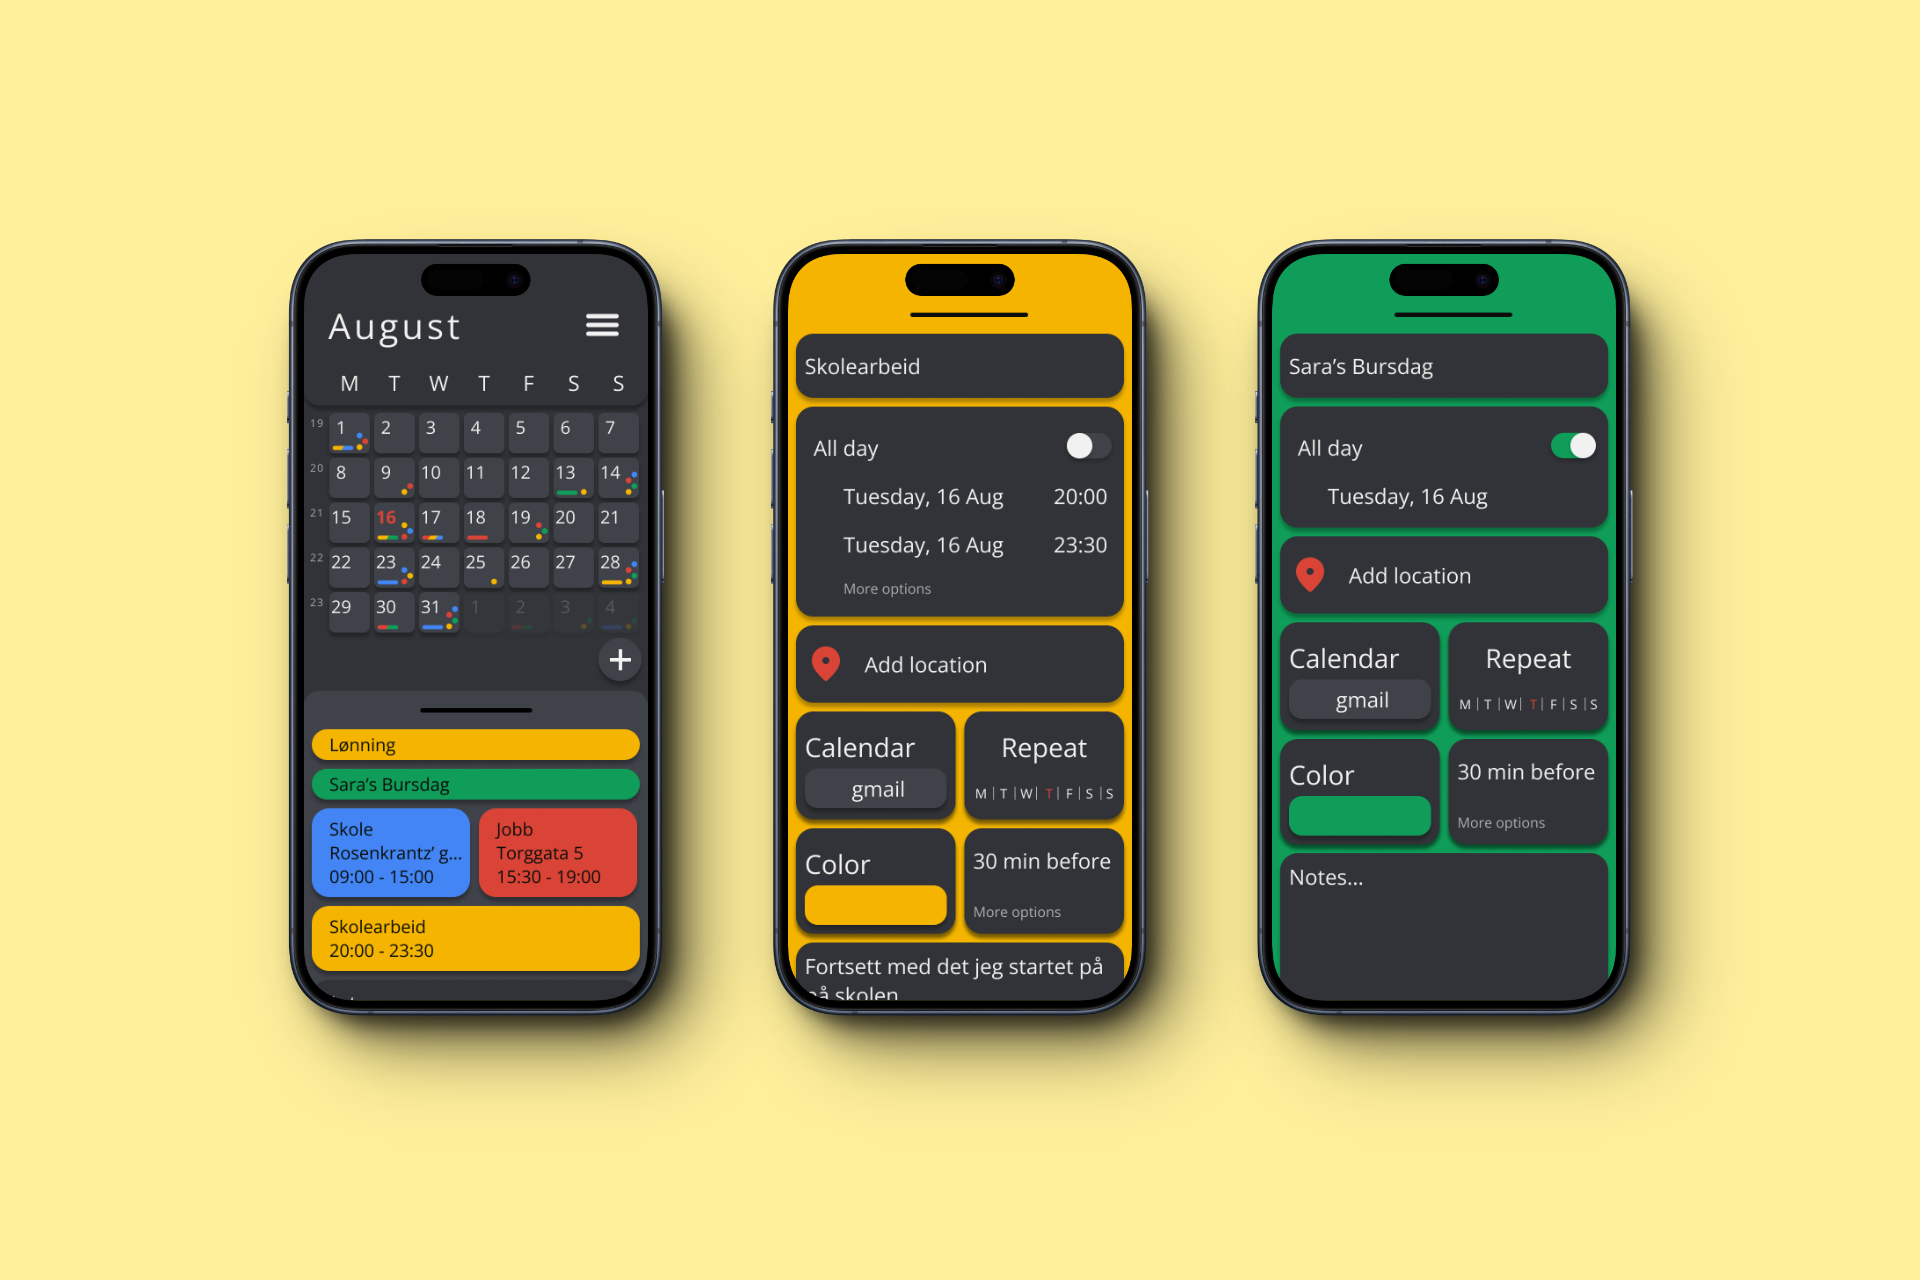 August
M T W T F S S
19 1 2 3 4 5 6 7
20 8 9 10 11 12 13 14
21 15 16 17 18 19 20 21
22 22 23 24 25 26 27 28
23 29 30 31 1 2 3 4
+
Lønning
Sara’s Bursdag
Skole
Rosenkrantz’ g...
09:00 - 15:00
Jobb
Torggata 5
15:30 - 19:00
Skolearbeid
20:00 - 23:30
Skolearbeid
All day
Tuesday, 16 Aug 20:00
Tuesday, 16 Aug 23:30
More options
Add location
Calendar
gmail
Repeat
M | T | W | T | F | S | S
Color
30 min before
More options
Fortsett med det jeg startet på
på skolen
Sara’s Bursdag
All day
Tuesday, 16 Aug
Add location
Calendar
gmail
Repeat
M | T | W | T | F | S | S
Color
30 min before
More options
Notes...